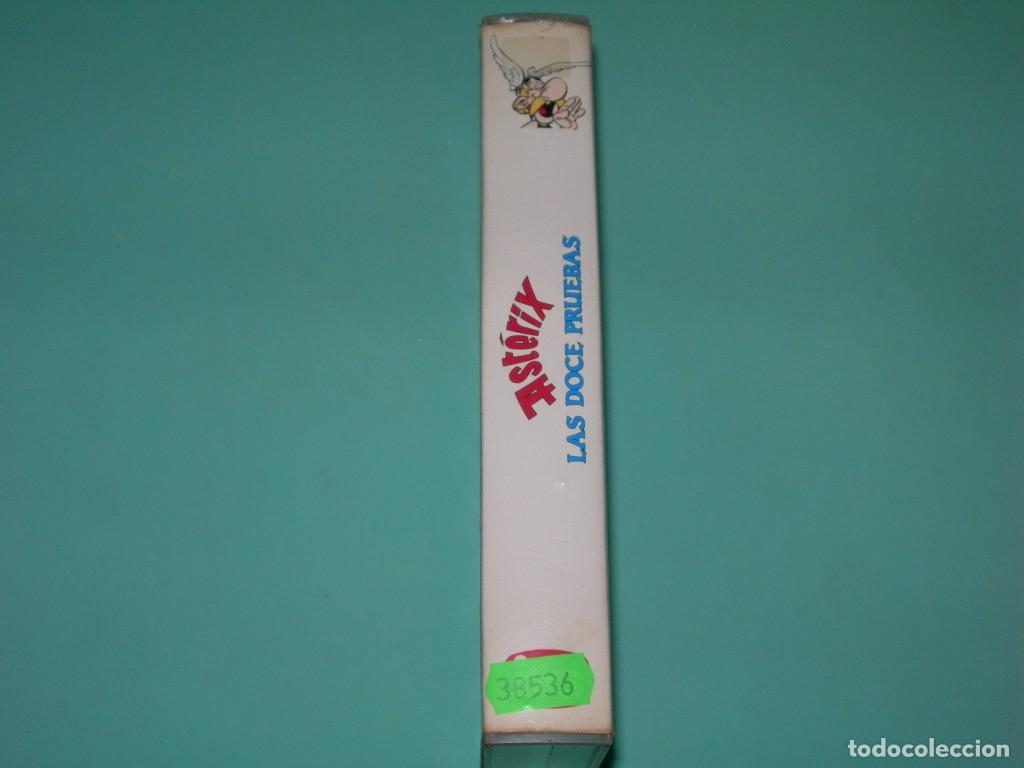 Astérix
LAS DOCE PRUEBAS
38536
todocoleccion